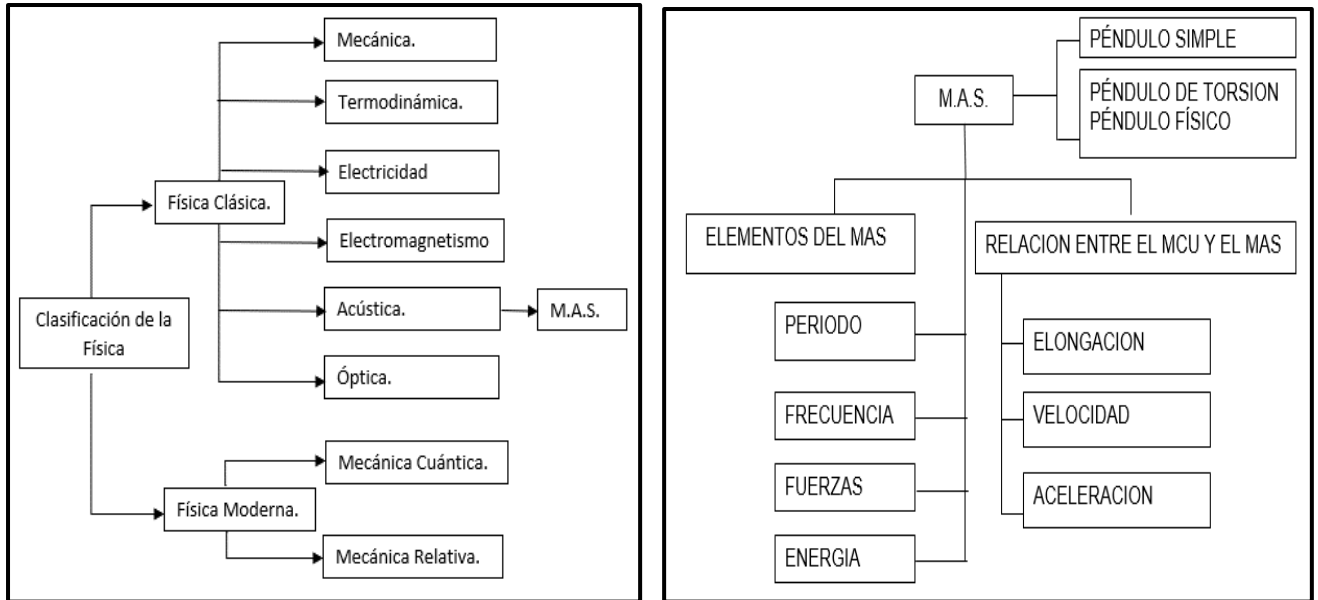 Mecánica.
Termodinámica.
Electricidad
Física Clásica.
Electromagnetismo
Acústica.
M.A.S.
Clasificación de la
Física
Óptica.
Mecánica Cuántica.
Física Moderna.
Mecánica Relativa.
PÉNDULO SIMPLE
M.A.S.
PÉNDULO DE TORSION
PÉNDULO FÍSICO
ELEMENTOS DEL MAS
RELACION ENTRE EL MCU Y EL MAS
PERIODO
FRECUENCIA
FUERZAS
ENERGIA
ELONGACION
VELOCIDAD
ACELERACION